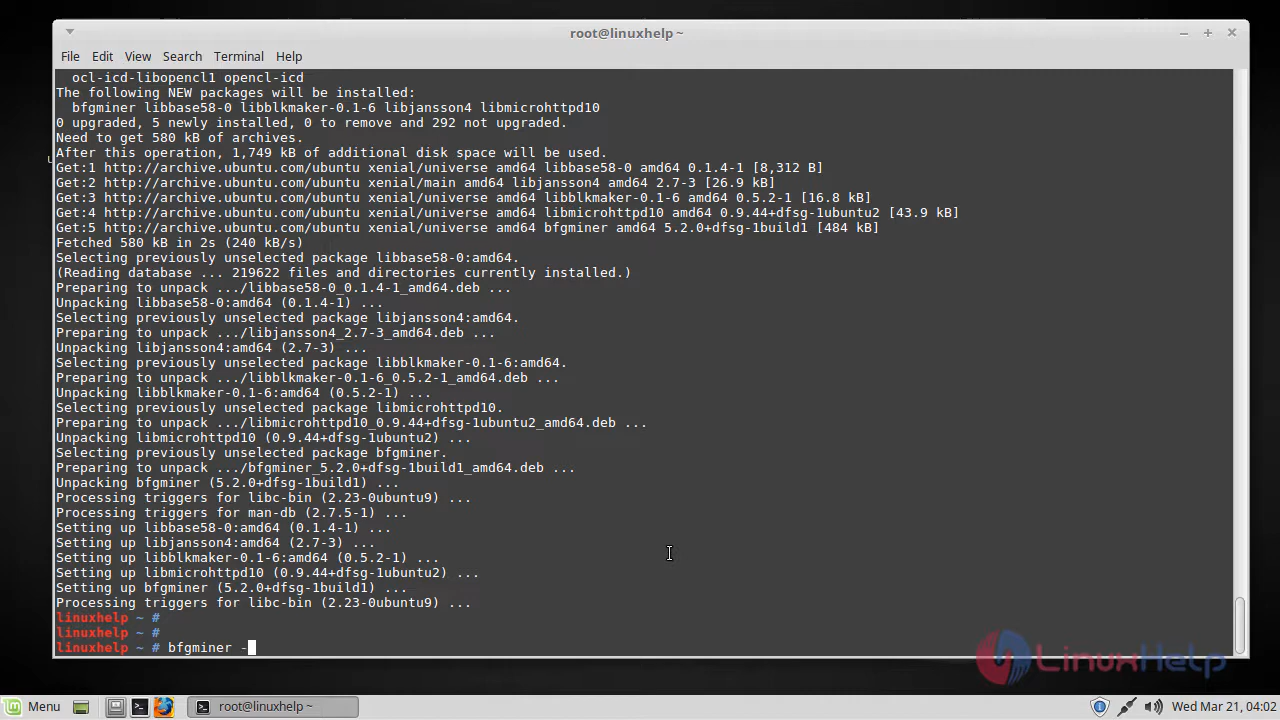 root@linuxhelp ~
File Edit View Search Terminal Help
ocl-icd-libopencl1 opencl-icd
The following NEW packages will be installed:
bfgminer libbase58-0 libblkmaker-0.1-6 libjansson4 libmicrohttpd10
0 upgraded, 5 newly installed, 0 to remove and 292 not upgraded.
Need to get 580 kB of archives.
After this operation, 1,749 kB of additional disk space will be used.
Get:1 http://archive.ubuntu.com/ubuntu xenial/universe amd64 libbase58-0 amd64 0.1.4-1 [8,312 B]
Get:2 http://archive.ubuntu.com/ubuntu xenial/main amd64 libjansson4 amd64 2.7-3 [26.9 kB]
Get:3 http://archive.ubuntu.com/ubuntu xenial/universe amd64 libblkmaker-0.1-6 amd64 0.5.2-1 [16.8 kB]
Get:4 http://archive.ubuntu.com/ubuntu xenial/universe amd64 libmicrohttpd10 amd64 0.9.44+dfsg-1ubuntu2 [43.9 kB]
Get:5 http://archive.ubuntu.com/ubuntu xenial/universe amd64 bfgminer amd64 5.2.0+dfsg-1build1 [484 kB]
Fetched 580 kB in 2s (240 kB/s)
Selecting previously unselected package libbase58-0:amd64.
(Reading database ... 219622 files and directories currently installed.)
Preparing to unpack .../libbase58-0_0.1.4-1_amd64.deb ...
Unpacking libbase58-0:amd64 (0.1.4-1) ...
Selecting previously unselected package libjansson4:amd64.
Preparing to unpack .../libjansson4_2.7-3_amd64.deb ...
Unpacking libjansson4:amd64 (2.7-3) ...
Selecting previously unselected package libblkmaker-0.1-6:amd64.
Preparing to unpack .../libblkmaker-0.1-6_0.5.2-1_amd64.deb ...
Unpacking libblkmaker-0.1-6:amd64 (0.5.2-1) ...
Selecting previously unselected package libmicrohttpd10.
Preparing to unpack .../libmicrohttpd10_0.9.44+dfsg-1ubuntu2_amd64.deb ...
Unpacking libmicrohttpd10 (0.9.44+dfsg-1ubuntu2) ...
Selecting previously unselected package bfgminer.
Preparing to unpack .../bfgminer_5.2.0+dfsg-1build1_amd64.deb ...
Unpacking bfgminer (5.2.0+dfsg-1build1) ...
Processing triggers for libc-bin (2.23-0ubuntu9) ...
Processing triggers for man-db (2.7.5-1) ...
Setting up libbase58-0:amd64 (0.1.4-1) ...
Setting up libjansson4:amd64 (2.7-3) ...
Setting up libblkmaker-0.1-6:amd64 (0.5.2-1) ...
Setting up libmicrohttpd10 (0.9.44+dfsg-1ubuntu2) ...
Setting up bfgminer (5.2.0+dfsg-1build1) ...
Processing triggers for libc-bin (2.23-0ubuntu9) ...
linuxhelp ~ #
linuxhelp ~ #
linuxhelp ~ # bfgminer -
LinuxHelp
Menu root@linuxhelp ~ Wed Mar 21, 04:02